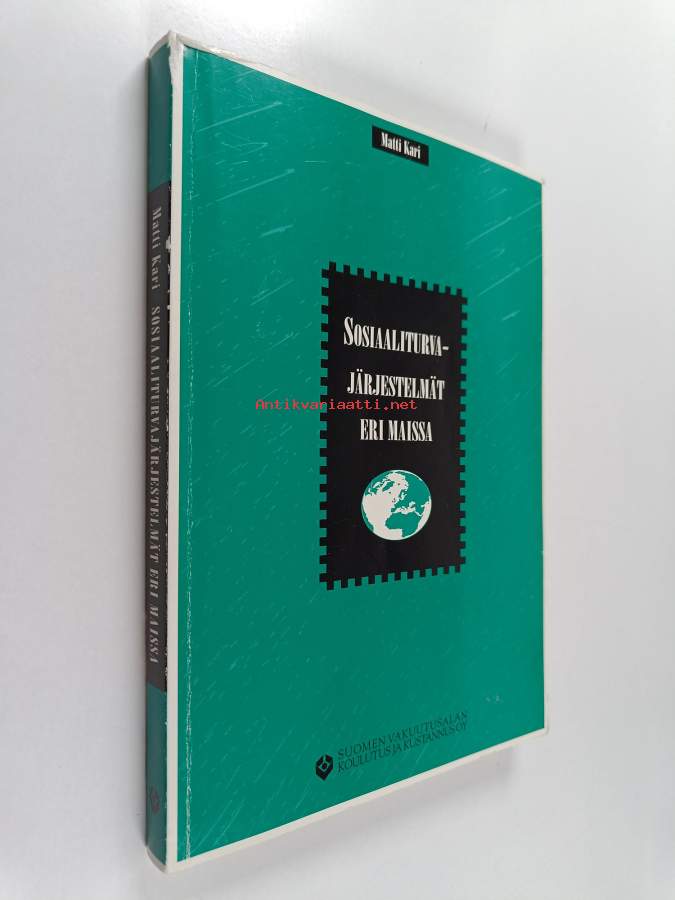 Matti Kari
SOSIAALITURVA-
JÄRJESTELMÄT
Antikvariaatti.net
ERI MAISSA
SUOMEN VAKUUTUSALAN
KOULUTUS JA KUSTANNUS OY
Matti Kari SOSIAALITURVAJÄRJESTELMÄT ERI MAISSA